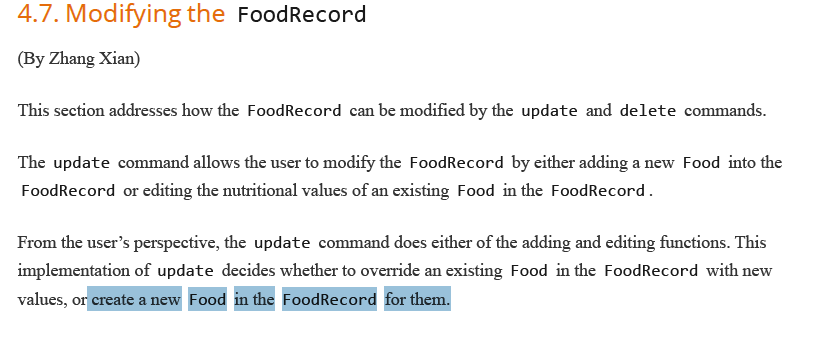 4.7. Modifying the FoodRecord
(By Zhang Xian)
This section addresses how the FoodRecord can be modified by the update and delete commands.
The update command allows the user to modify the FoodRecord by either adding a new Food into the
FoodRecord or editing the nutritional values of an existing Food in the FoodRecord.
From the user’s perspective, the update command does either of the adding and editing functions. This
implementation of update decides whether to override an existing Food in the FoodRecord with new
values, or create a new Food in the FoodRecord for them.